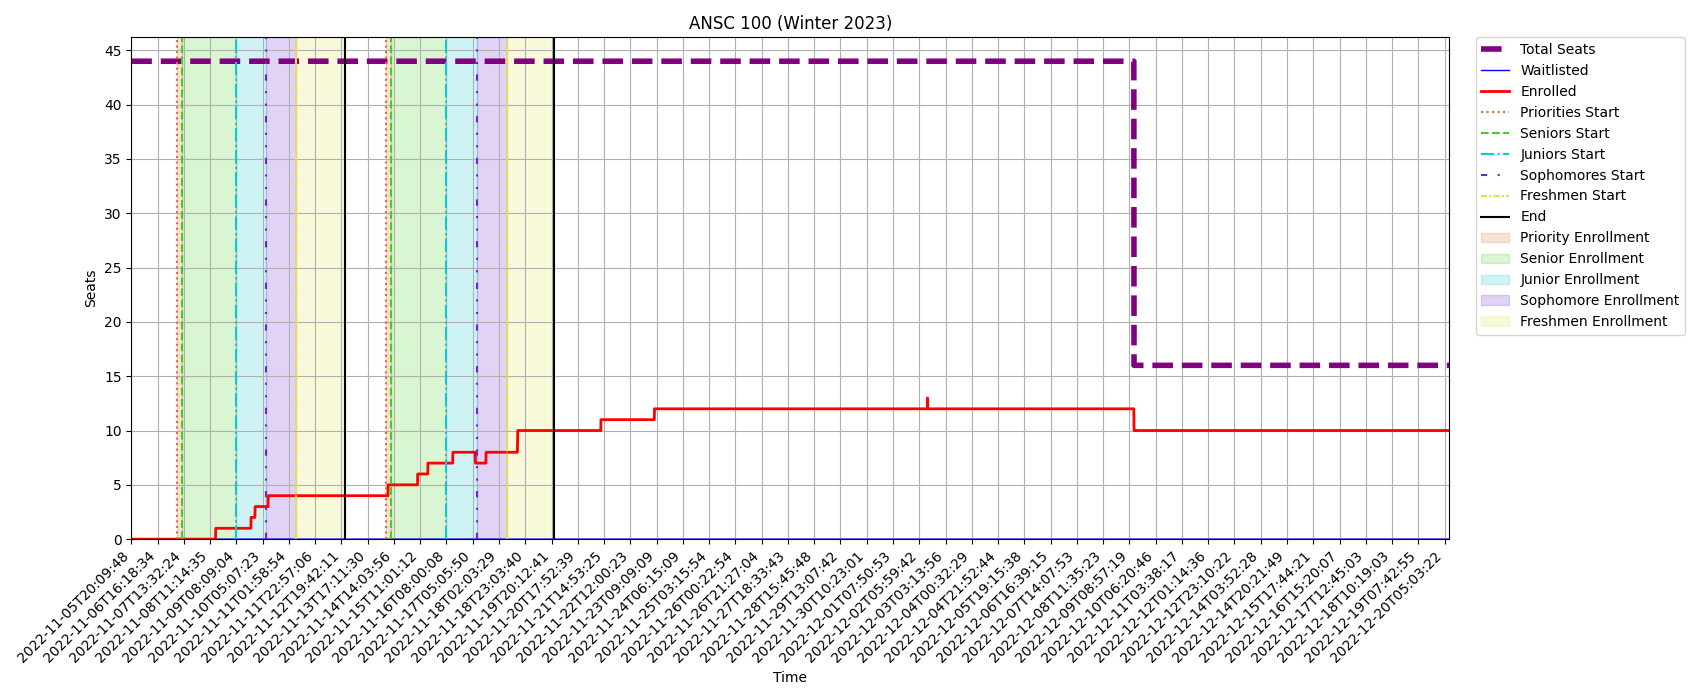 ANSC 100 (Winter 2023)
Seats
45
40
35
30
25
20
15
10
5
0
2022-11-05T20:09:48
2022-11-06T16:18:34
2022-11-07T13:32:24
2022-11-08T11:14:35
2022-11-09T08:09:04
2022-11-10T05:07:23
2022-11-11T01:58:54
2022-11-11T22:57:06
2022-11-12T19:42:11
2022-11-13T17:11:30
2022-11-14T14:03:56
2022-11-15T11:01:12
2022-11-16T08:00:08
2022-11-17T05:05:50
2022-11-18T02:03:29
2022-11-18T23:03:40
2022-11-19T20:12:41
2022-11-20T17:52:39
2022-11-21T14:53:25
2022-11-22T12:00:23
2022-11-23T09:09:09
2022-11-24T06:15:09
2022-11-25T03:15:54
2022-11-26T00:22:54
2022-11-26T21:27:04
2022-11-27T18:33:43
2022-11-28T15:45:48
2022-11-29T13:07:42
2022-11-30T10:23:01
2022-12-01T07:50:53
2022-12-02T05:59:42
2022-12-03T03:13:56
2022-12-04T00:32:29
2022-12-04T21:52:44
2022-12-05T19:15:38
2022-12-06T16:39:15
2022-12-07T14:07:53
2022-12-08T11:35:23
2022-12-09T08:57:19
2022-12-10T06:20:46
2022-12-11T03:38:17
2022-12-12T01:14:36
2022-12-12T23:10:22
2022-12-14T03:52:28
2022-12-14T20:21:49
2022-12-15T17:44:21
2022-12-16T15:20:07
2022-12-17T12:45:03
2022-12-18T10:19:03
2022-12-19T07:42:55
2022-12-20T05:03:22
Time
Total Seats
Waitlisted
Enrolled
Priorities Start
Seniors Start
Juniors Start
Sophomores Start
Freshmen Start
End
Priority Enrollment
Senior Enrollment
Junior Enrollment
Sophomore Enrollment
Freshmen Enrollment